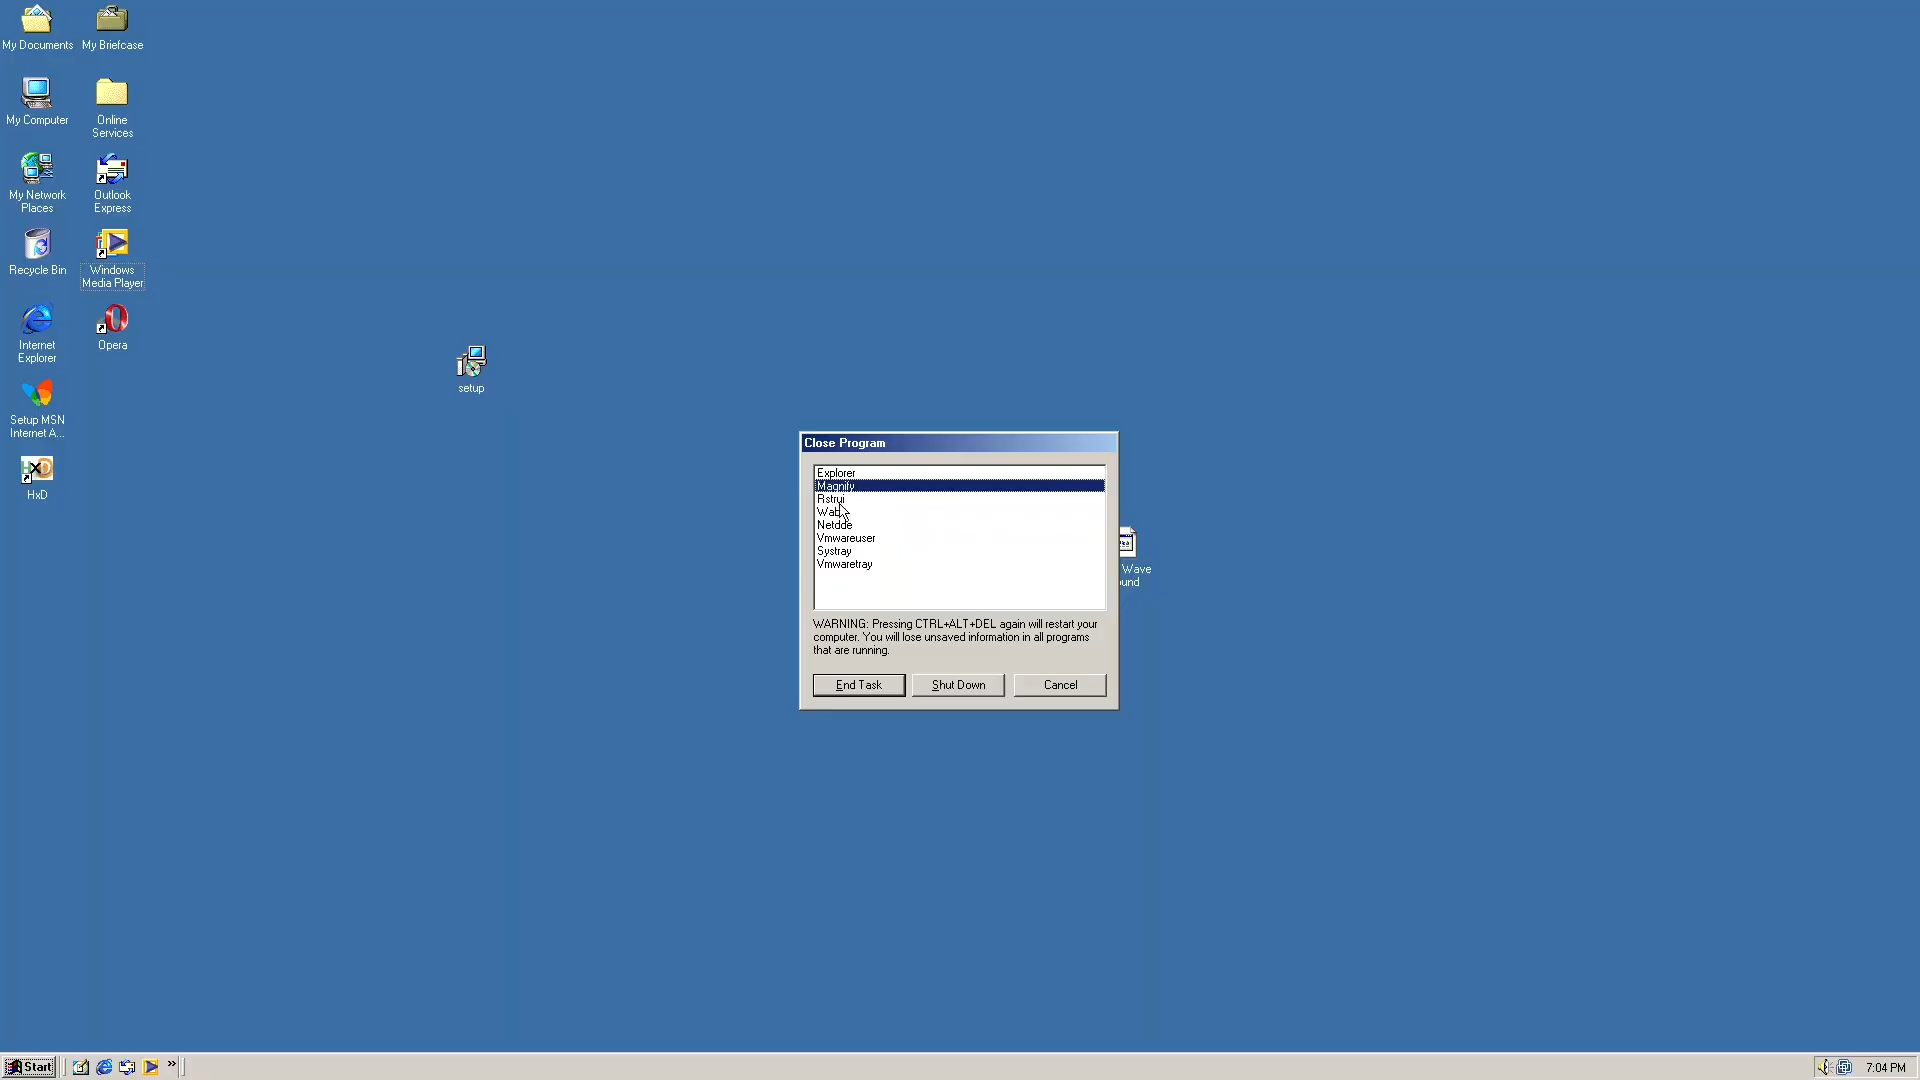 My Documents
My Briefcase
My Computer
Online
Services
My Network
Places
Outlook
Express
Recycle Bin
Windows
Media Player
Internet
Explorer
Opera
Setup MSN
Internet A...
HxD
setup
Wave
und
Close Program
Explorer
Magnify
Rstrui
Wab
Netdde
Vmwareuser
Systray
Vmwaretray
WARNING: Pressing CTRL+ALT+DEL again will restart your
computer. You will lose unsaved information in all programs
that are running.
End Task
Shut Down
Cancel
Start
7:04 PM